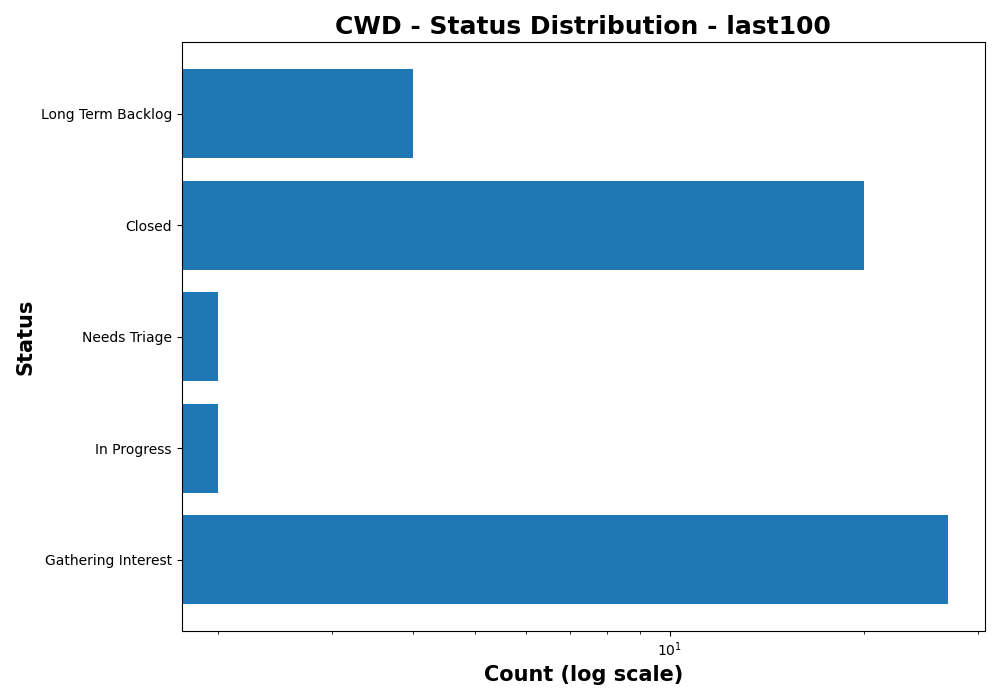 CWD - Status Distribution - last100
Long Term Backlog
Closed
Needs Triage
In Progress
Gathering Interest
Status
10¹
Count (log scale)